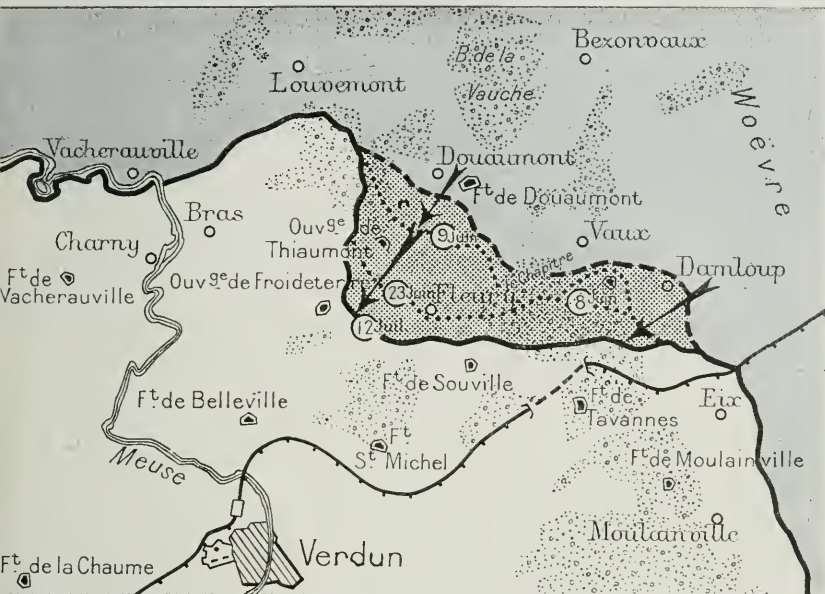 Bezonvaux
B. de la
Vauche
Louvemont
Woëvre
Vacherauville
Douaumont
Ft de Douaumont
Bras
Ouvge de
Thiaumont
9 Juin
Vaux
Charny
Ft de
Vacherauville
Ouvge de Froideterre
le Chapitre
Damloup
23 Juin
Fleury
8 Juin
12 Juil.
Ft de Souville
Ft de Belleville
Ft de
Tavannes
Eix
Ft
St Michel
Meuse
Ft de Moulainville
Moulainville
Verdun
Ft de la Chaume